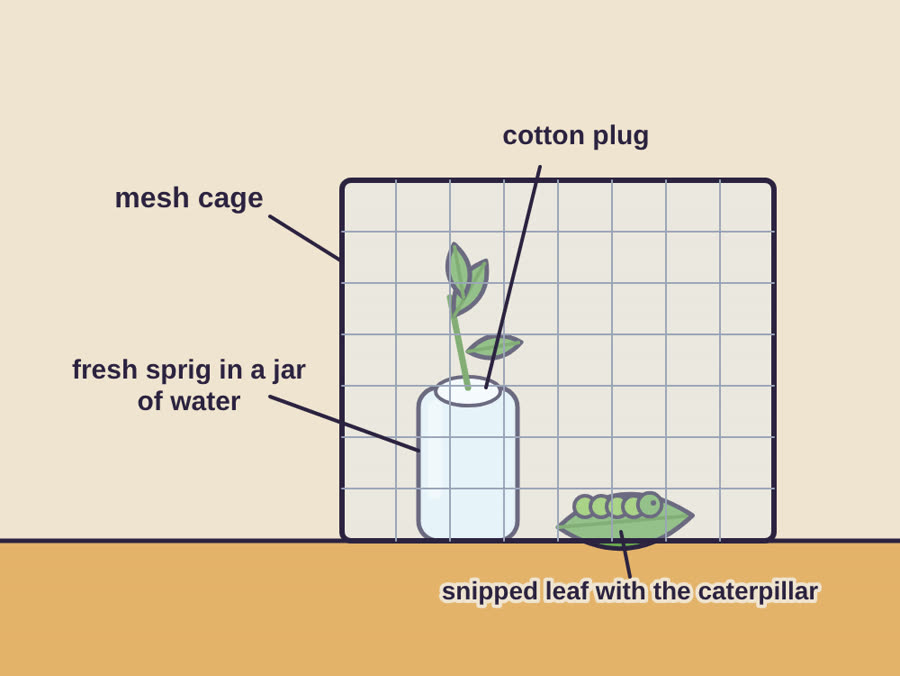 cotton plug
mesh cage
fresh sprig in a jar
of water
snipped leaf with the caterpillar